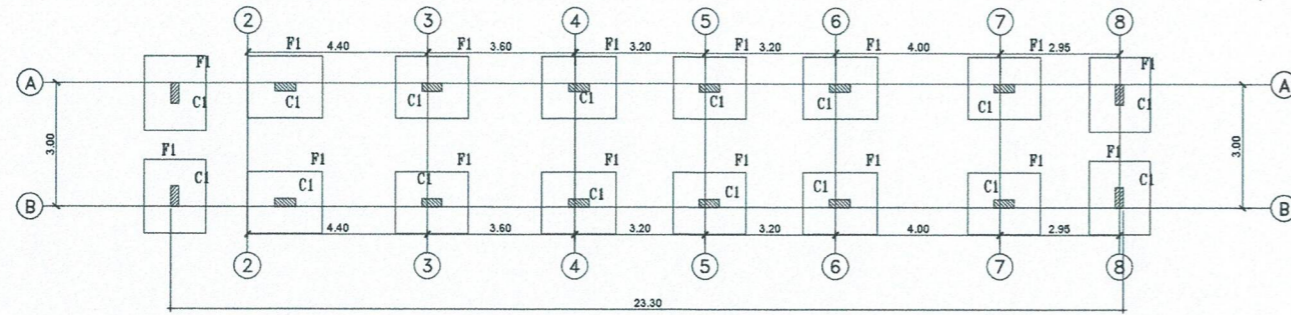 2 3 4 5 6 7 8
F1 4.40 F1 3.60 F1 3.20 F1 3.20 F1 4.00 F1 2.95
F1 F1
A A
C1 C1 C1 C1 C1 C1 C1 C1
3.00 3.00
F1 F1 F1 F1 F1 F1 F1 F1
C1 C1 C1 C1 C1 C1 C1 C1
B B
4.40 3.60 3.20 3.20 4.00 2.95
2 3 4 5 6 7 8
23.30